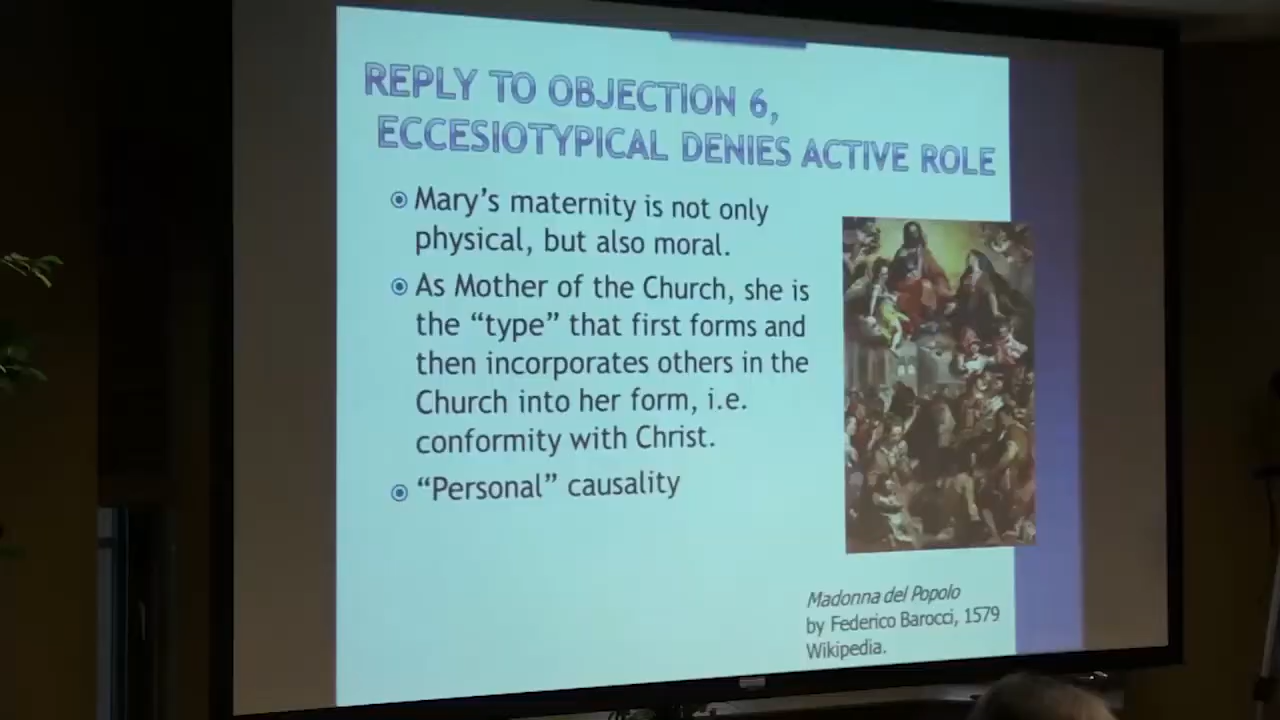 REPLY TO OBJECTION 6,
ECCESIOTYPICAL DENIES ACTIVE ROLE
Mary's maternity is not only
physical, but also moral.
As Mother of the Church, she is
the “type” that first forms and
then incorporates others in the
Church into her form, i.e.
conformity with Christ.
“Personal” causality
Madonna del Popolo
by Federico Barocci, 1579
Wikipedia.